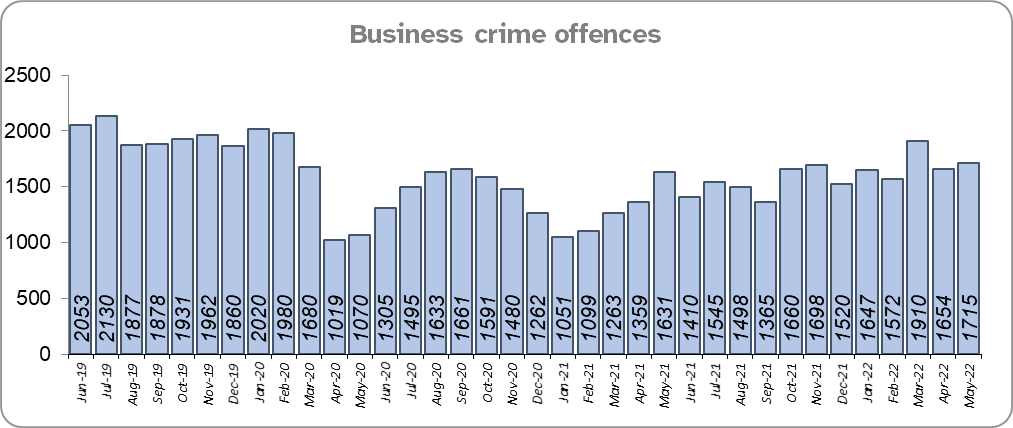 Business crime offences
2500
2000
1500
1000
500
0
2053
2130
1877
1878
1931
1962
1860
2020
1980
1680
1019
1070
1305
1495
1633
1661
1591
1480
1262
1051
1099
1263
1359
1631
1410
1545
1498
1365
1660
1698
1520
1647
1572
1910
1654
1715
Jun-19
Jul-19
Aug-19
Sep-19
Oct-19
Nov-19
Dec-19
Jan-20
Feb-20
Mar-20
Apr-20
May-20
Jun-20
Jul-20
Aug-20
Sep-20
Oct-20
Nov-20
Dec-20
Jan-21
Feb-21
Mar-21
Apr-21
May-21
Jun-21
Jul-21
Aug-21
Sep-21
Oct-21
Nov-21
Dec-21
Jan-22
Feb-22
Mar-22
Apr-22
May-22